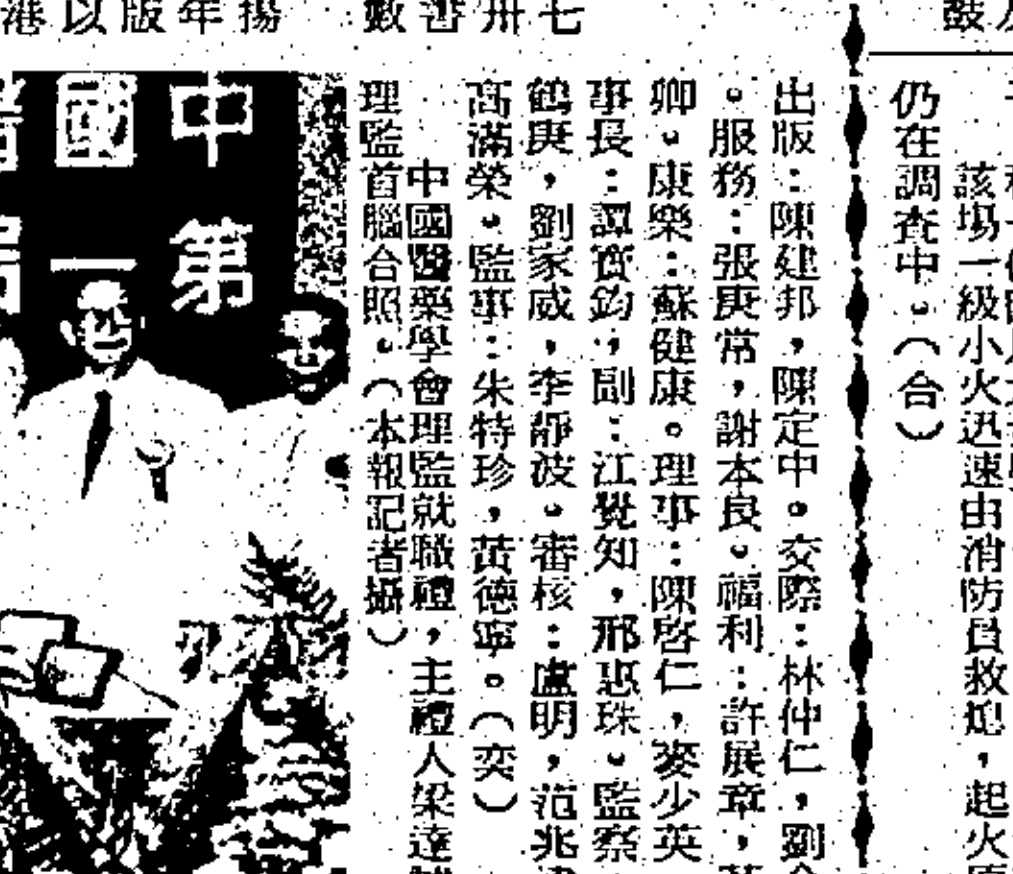 仍在調查中。（合）
該場一級小火迅速由消防員救熄，起火
出版：陳建邦，陳定中。交際：林仲仁，劉
。服務：張庚常，謝本良。福利：許展章，
卿。康樂：蘇健康。理事：陳啓仁，麥少英
事長：譚寶鈞，副：江覺知，邢惠珠。監察
鶴庚，劉家威，李靜波。審核：盧明，范兆
高滿榮。監事：朱特珍，黃德寧。（奕）
中國醫藥學會理監就職禮，主禮人梁達
理監首腦合照。（本報記者攝）
中第
國一
港以版年揚
數審卅七